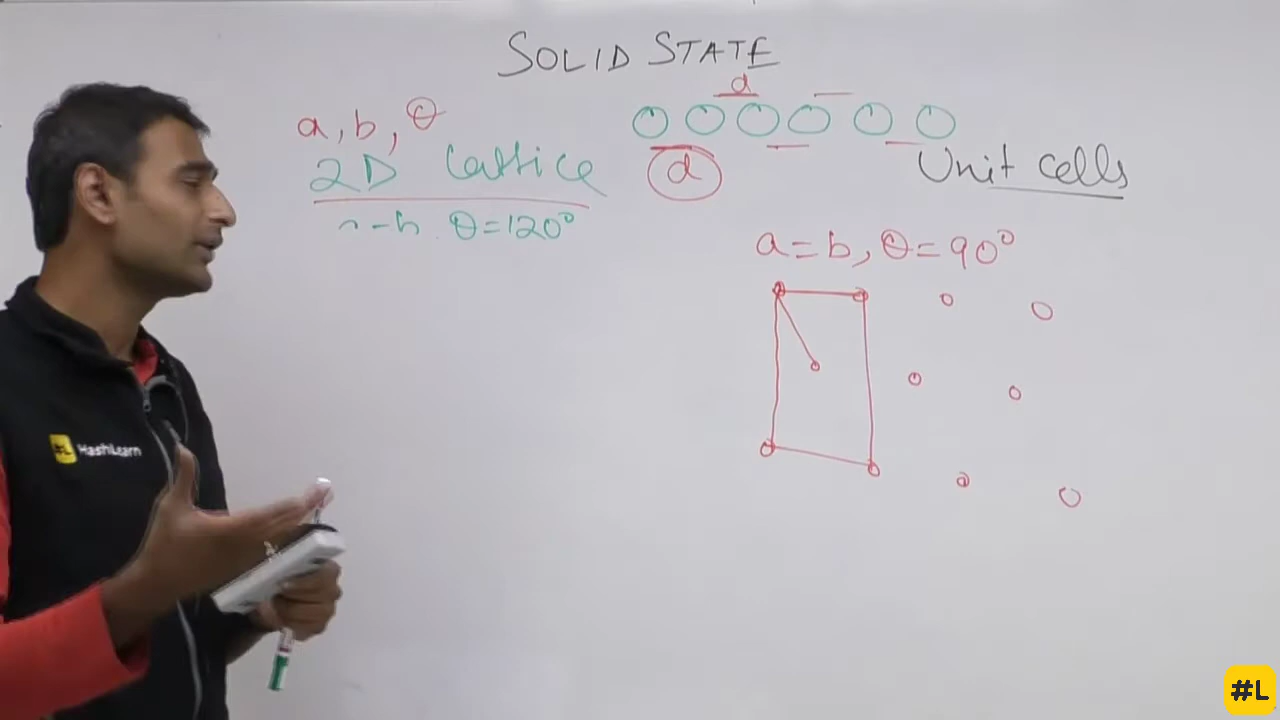 SOLID STATE
a, b, θ
d
2D Lattice
d
Unit cells
θ=120°
a=b, θ=90°
#L HashLearn
#L